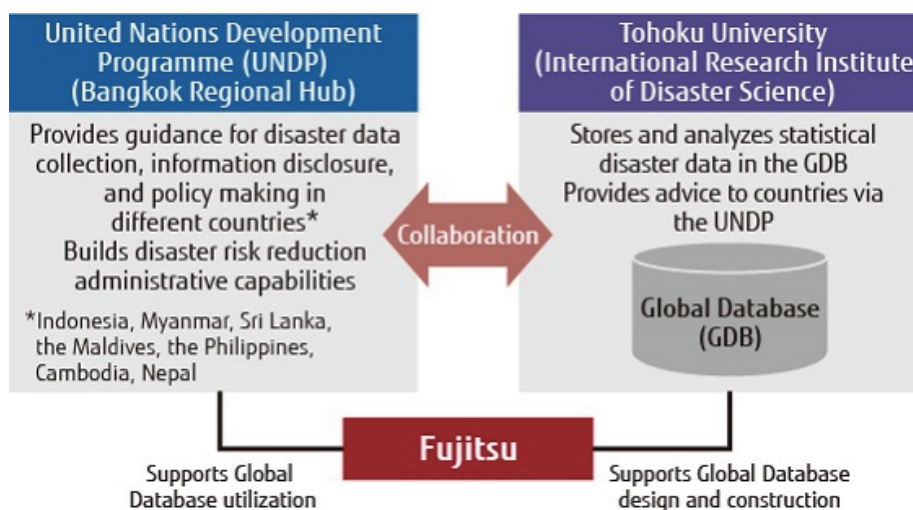 United Nations Development
Programme (UNDP)
(Bangkok Regional Hub)
Provides guidance for disaster data
collection, information disclosure,
and policy making in
different countries*
Builds disaster risk reduction
administrative capabilities
*Indonesia, Myanmar, Sri Lanka,
the Maldives, the Philippines,
Cambodia, Nepal
Collaboration
Tohoku University
(International Research Institute
of Disaster Science)
Stores and analyzes statistical
disaster data in the GDB
Provides advice to countries via
the UNDP
Global Database
(GDB)
Fujitsu
Supports Global
Database utilization
Supports Global Database
design and construction